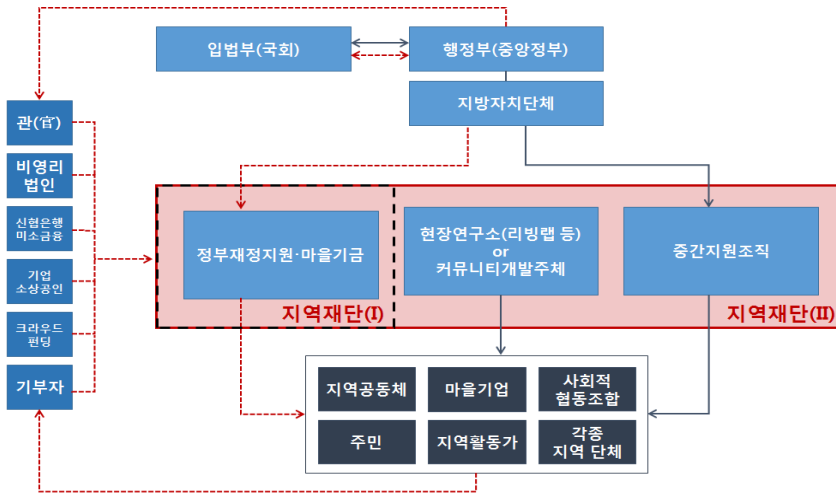 입법부(국회)
행정부(중앙정부)
지방자치단체
관(官)
비영리
법인
신협은행
미소금융
기업
소상공인
크라우드
펀딩
기부자
정부재정지원·마을기금
현장연구소(리빙랩 등)
or
커뮤니티개발주체
중간지원조직
지역재단(I)
지역재단(II)
지역공동체
마을기업
사회적
협동조합
주민
지역활동가
각종
지역 단체